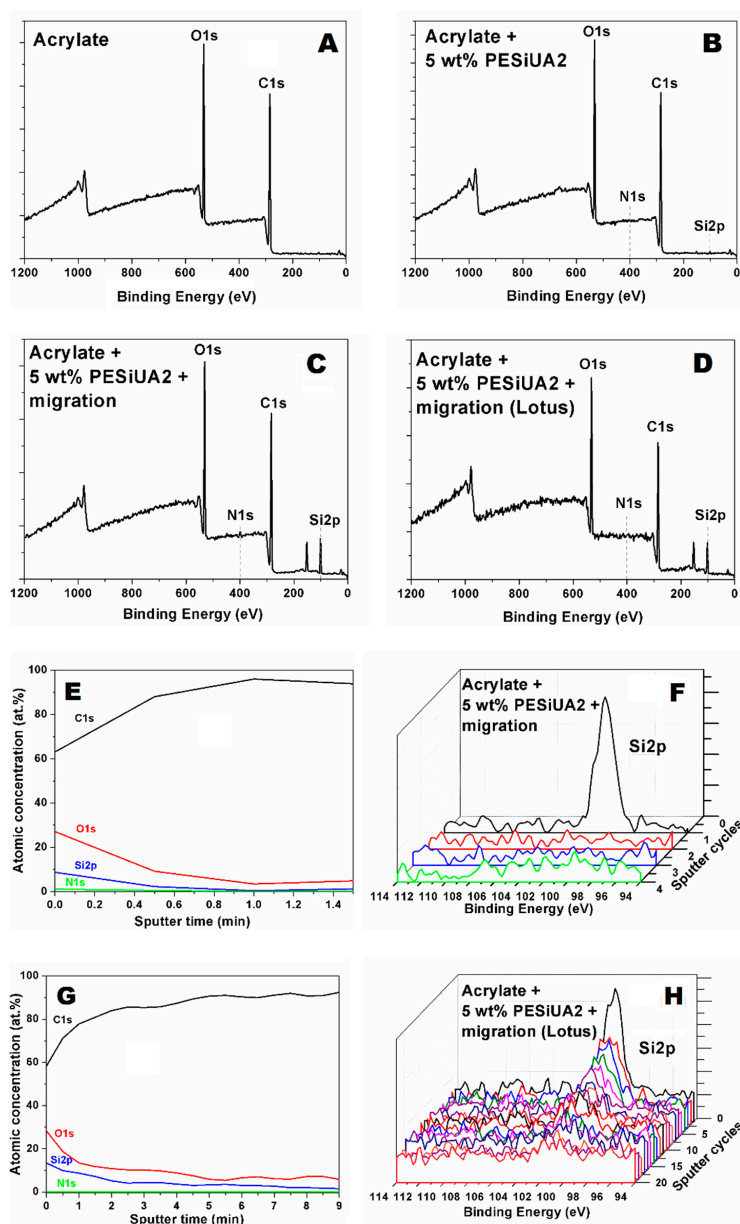 Acrylate
A
O1s
C1s
1200 1000 800 600 400 200 0
Binding Energy (eV)
Acrylate +
5 wt% PESiUA2
B
O1s
C1s
N1s
Si2p
1200 1000 800 600 400 200 0
Binding Energy (eV)
Acrylate +
5 wt% PESiUA2 +
migration
C
O1s
C1s
N1s
Si2p
1200 1000 800 600 400 200 0
Binding Energy (eV)
Acrylate +
5 wt% PESiUA2 +
migration (Lotus)
D
O1s
C1s
N1s
Si2p
1200 1000 800 600 400 200 0
Binding Energy (eV)
E
Atomic concentration (at.%)
100
80
60
40
20
0
C1s
O1s
Si2p
N1s
0.0 0.2 0.4 0.6 0.8 1.0 1.2 1.4
Sputter time (min)
Acrylate +
5 wt% PESiUA2 +
migration
F
Si2p
114 112 110 108 106 104 102 100 98 96 94
Binding Energy (eV)
0
1
2
3
4
Sputter cycles
G
Atomic concentration (at.%)
100
80
60
40
20
0
C1s
O1s
Si2p
N1s
0 1 2 3 4 5 6 7 8 9
Sputter time (min)
Acrylate +
5 wt% PESiUA2 +
migration (Lotus)
H
Si2p
114 112 110 108 106 104 102 100 98 96 94
Binding Energy (eV)
0
5
10
15
20
Sputter cycles